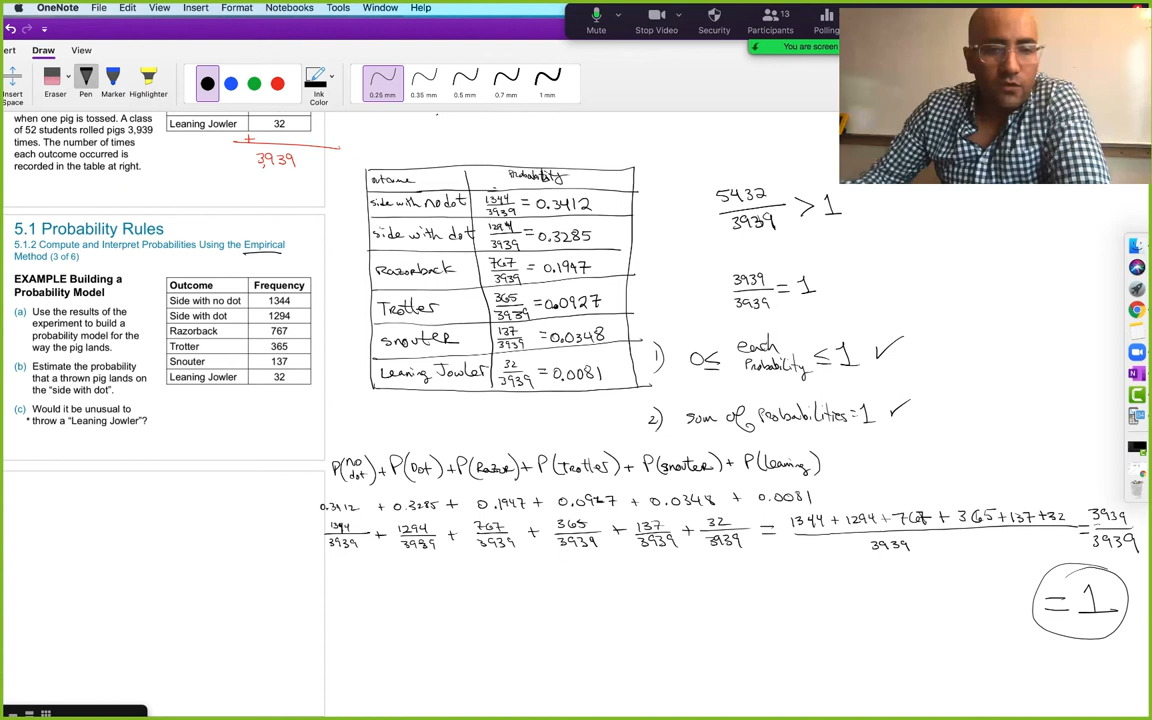 OneNote File Edit View Insert Format Notebooks Tools Window Help
Draw View
Insert Space
Eraser
Pen
Marker
Highlighter
0.25 mm
0.35 mm
0.5 mm
0.7 mm
1 mm
Ink Color
Mute
Stop Video
Security
13
Participants
Polling
You are screen
when one pig is tossed. A class
of 52 students rolled pigs 3,939
times. The number of times
each outcome occurred is
recorded in the table at right.
Leaning Jowler 32
+
3,939
5.1 Probability Rules
5.1.2 Compute and Interpret Probabilities Using the Empirical
Method (3 of 6)
EXAMPLE Building a
Probability Model
(a) Use the results of the
experiment to build a
probability model for the
way the pig lands.
(b) Estimate the probability
that a thrown pig lands on
the “side with dot”.
(c) Would it be unusual to
throw a “Leaning Jowler”?
Outcome Frequency
Side with no dot 1344
Side with dot 1294
Razorback 767
Trotter 365
Snouter 137
Leaning Jowler 32
Probability
side with no dot 1344/3939 = 0.3412
side with dot 1294/3939 = 0.3285
Razorback 767/3939 = 0.1947
Trotter 365/3939 = 0.0927
snouter 137/3939 = 0.0348
Leaning Jowler 32/3939 = 0.0081
5432/3939 > 1
3939/3939 = 1
1) 0 ≤ each Probability ≤ 1 ✓
2) sum of Probabilities = 1 ✓
P(no dot) + P(Dot) + P(Razor) + P(Trotter) + P(snouter) + P(leaning)
0.3412 + 0.3285 + 0.1947 + 0.0927 + 0.0348 + 0.0081
1344/3939 + 1294/3939 + 767/3939 + 365/3939 + 137/3939 + 32/3939 = 1344 + 1294 + 767 + 365 + 137 + 32/3939 = 3939/3939
= 1